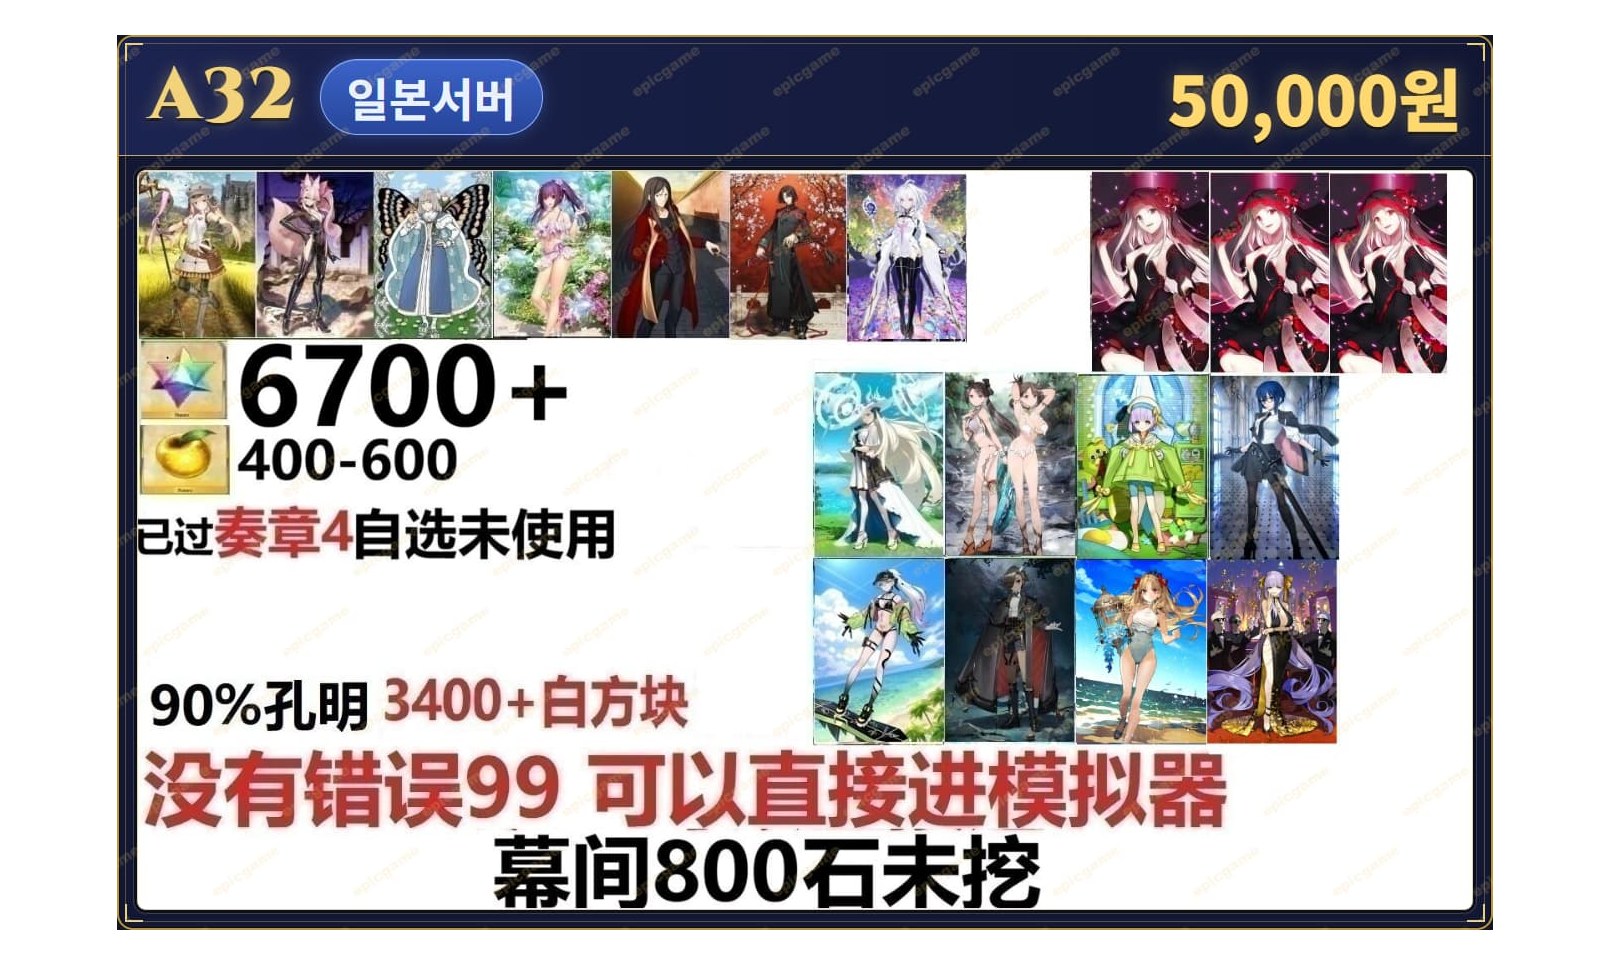 A32 일본서버 50,000원
6700+
400-600
已过奏章4自选未使用
90%孔明 3400+白方块
没有错误99 可以直接进模拟器
幕间800石未挖
epicgame